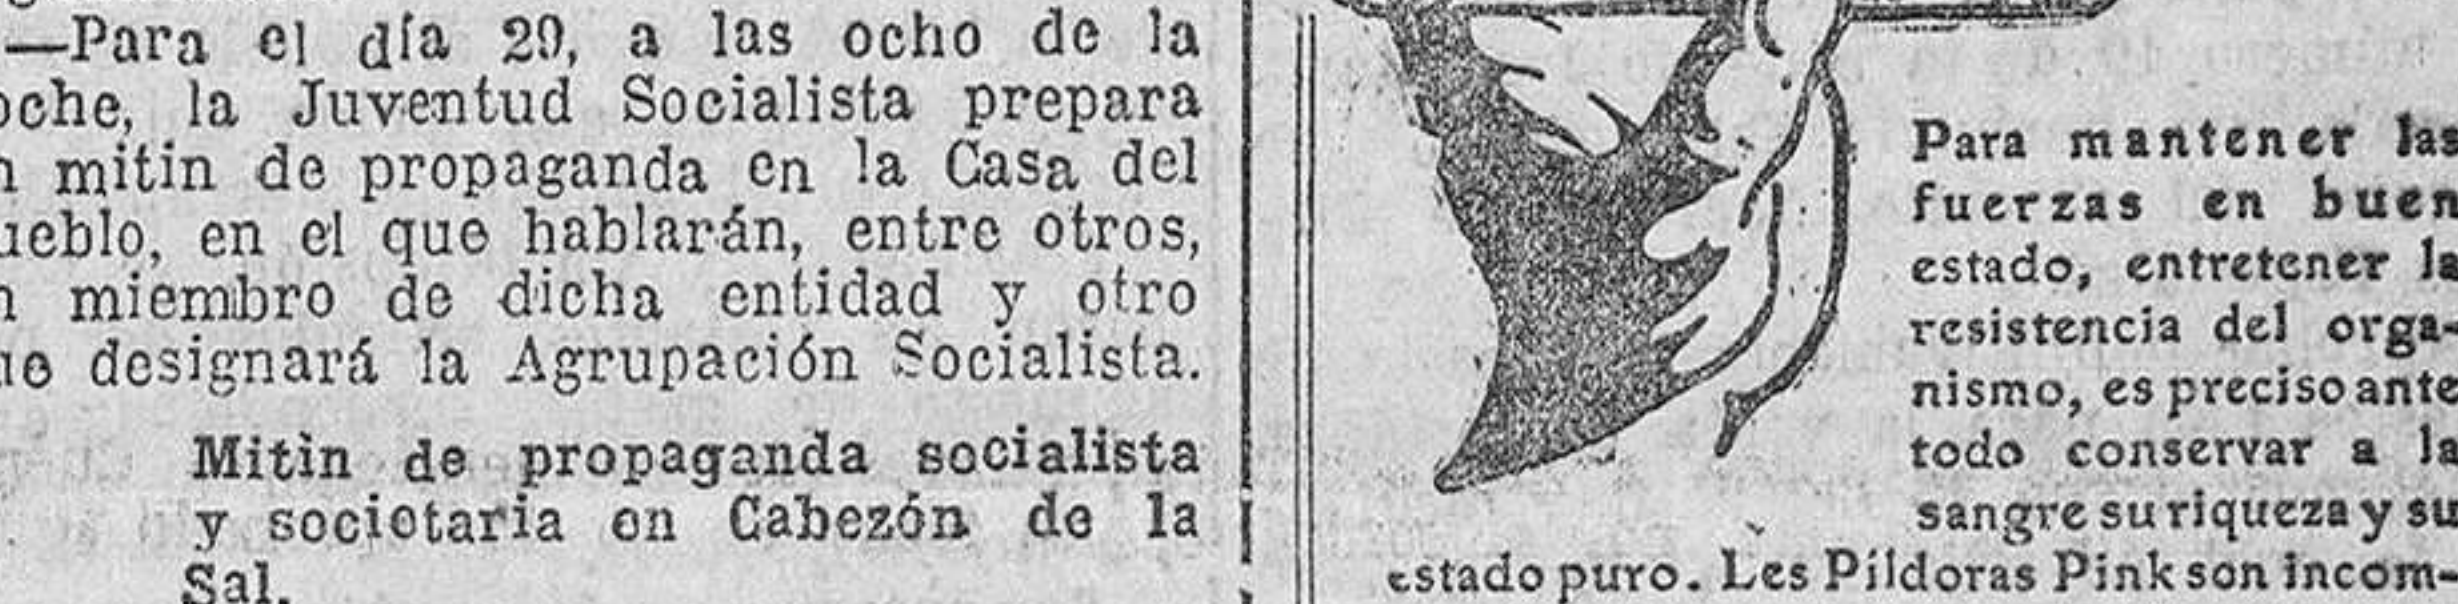 —Para el día 29, a las ocho de la
oche, la Juventud Socialista prepara
n mitin de propaganda en la Casa del
ueblo, en el que hablarán, entre otros,
n miembro de dicha entidad y otro
ue designará la Agrupación Socialista.
Mitin de propaganda socialista
y societaria en Cabezón de la
Sal.
Para mantener las
fuerzas en buen
estado, entretener la
resistencia del orga-
nismo, es preciso ante
todo conservar a la
sangre su riqueza y su
estado puro. Les Píldoras Pink son incom-